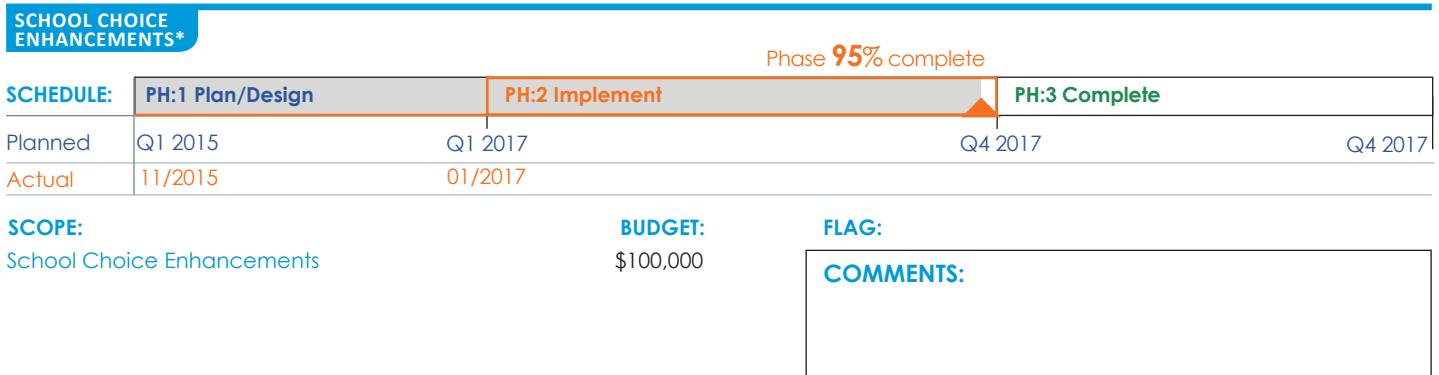 SCHOOL CHOICE
ENHANCEMENTS*
Phase 95% complete
SCHEDULE: PH:1 Plan/Design PH:2 Implement PH:3 Complete
Planned Q1 2015 Q1 2017 Q4 2017 Q4 2017
Actual 11/2015 01/2017
SCOPE: BUDGET: FLAG:
School Choice Enhancements $100,000
COMMENTS: